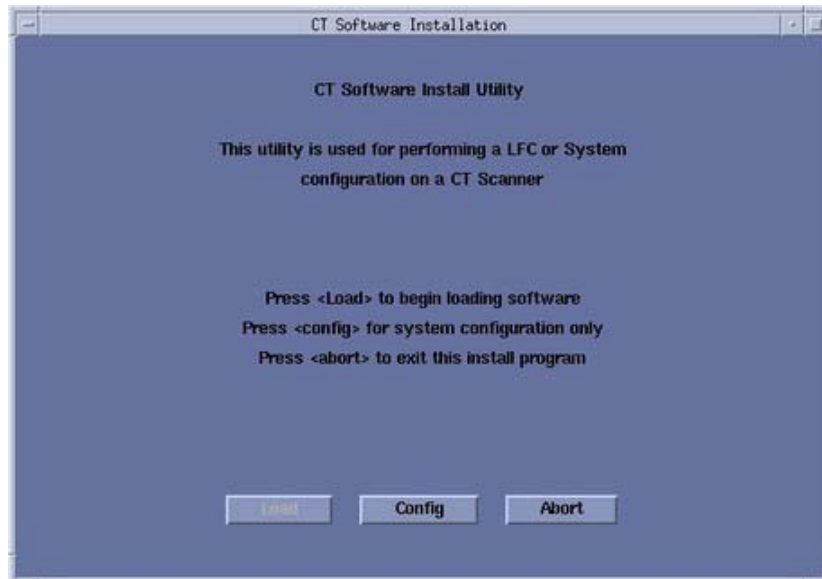 CT Software Installation
CT Software Install Utility
This utility is used for performing a LFC or System
configuration on a CT Scanner
Press <Load> to begin loading software
Press <config> for system configuration only
Press <abort> to exit this install program
Load Config Abort